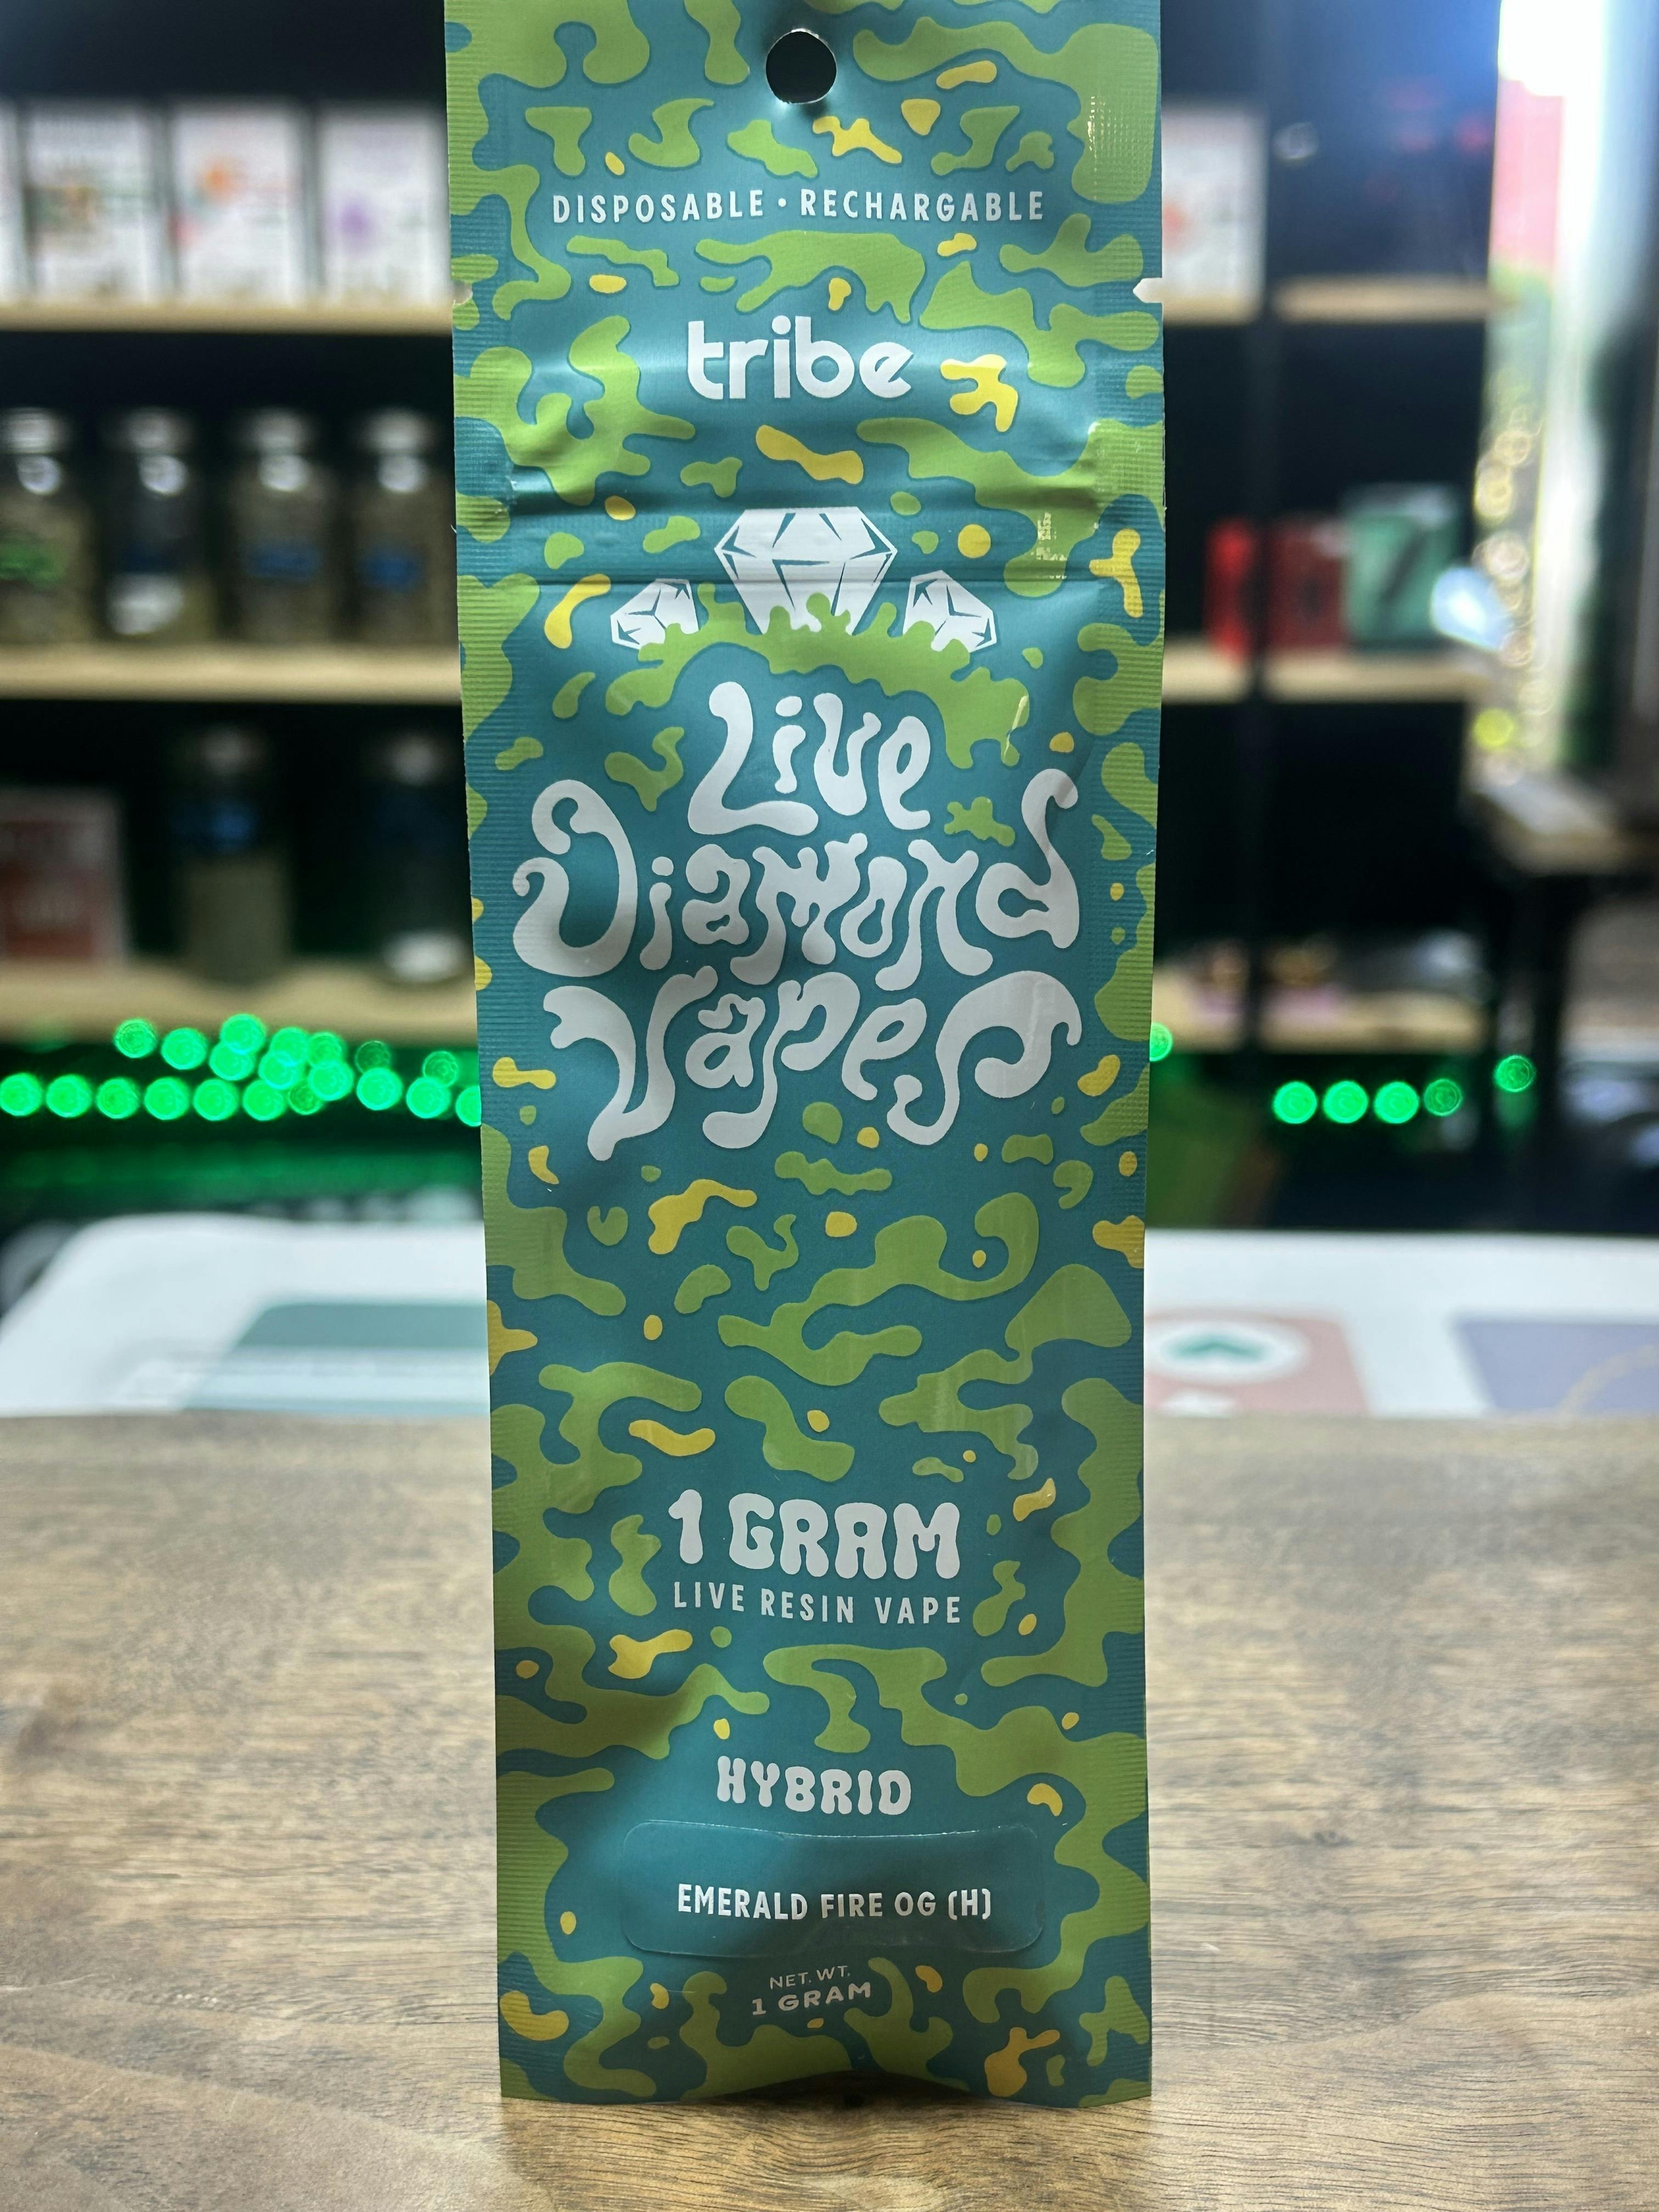 DISPOSABLE • RECHARGABLE
tribe
Live
Diamond
Vapes
1 GRAM
LIVE RESIN VAPE
HYBRID
EMERALD FIRE OG (H)
NET. WT.
1 GRAM